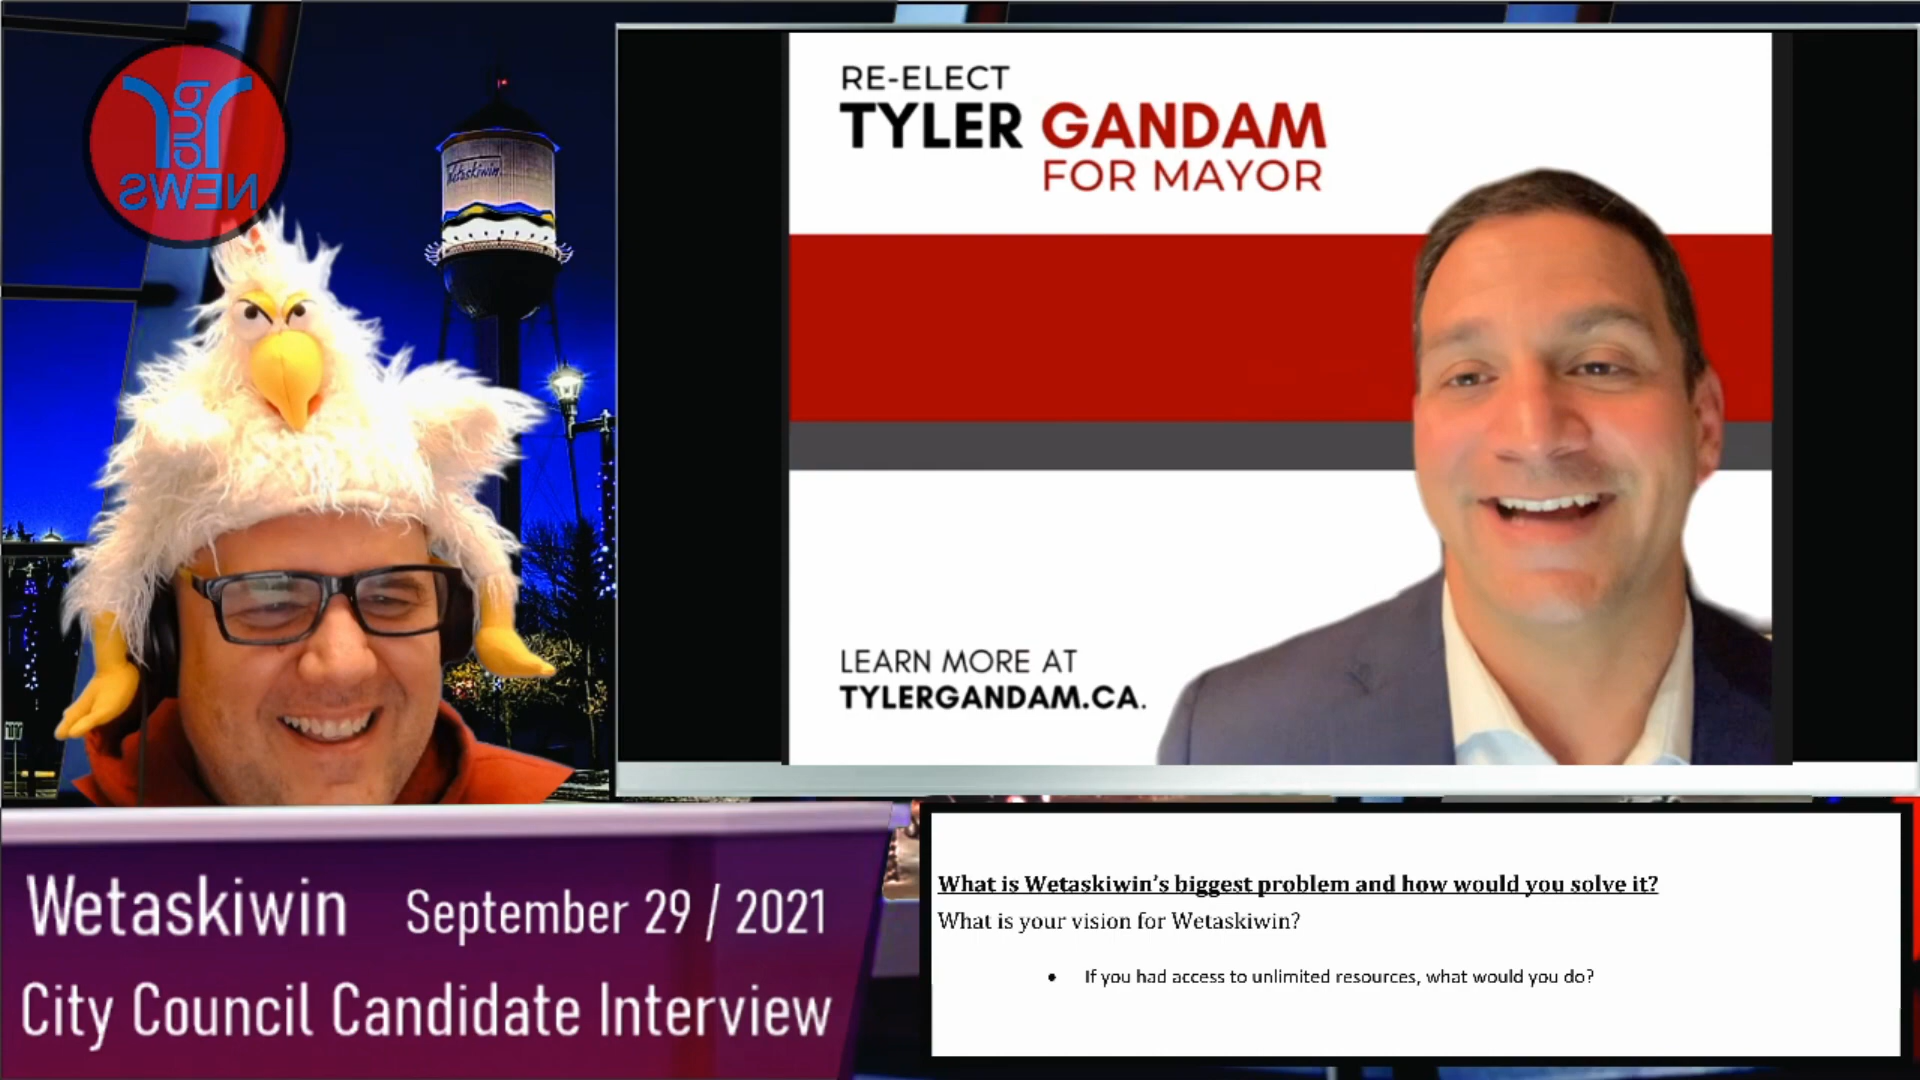 pug
NEWS
Wetaskiwin
RE-ELECT
TYLER GANDAM
FOR MAYOR
LEARN MORE AT
TYLERGANDAM.CA.
Wetaskiwin September 29 / 2021
City Council Candidate Interview
What is Wetaskiwin's biggest problem and how would you solve it?
What is your vision for Wetaskiwin?
• If you had access to unlimited resources, what would you do?